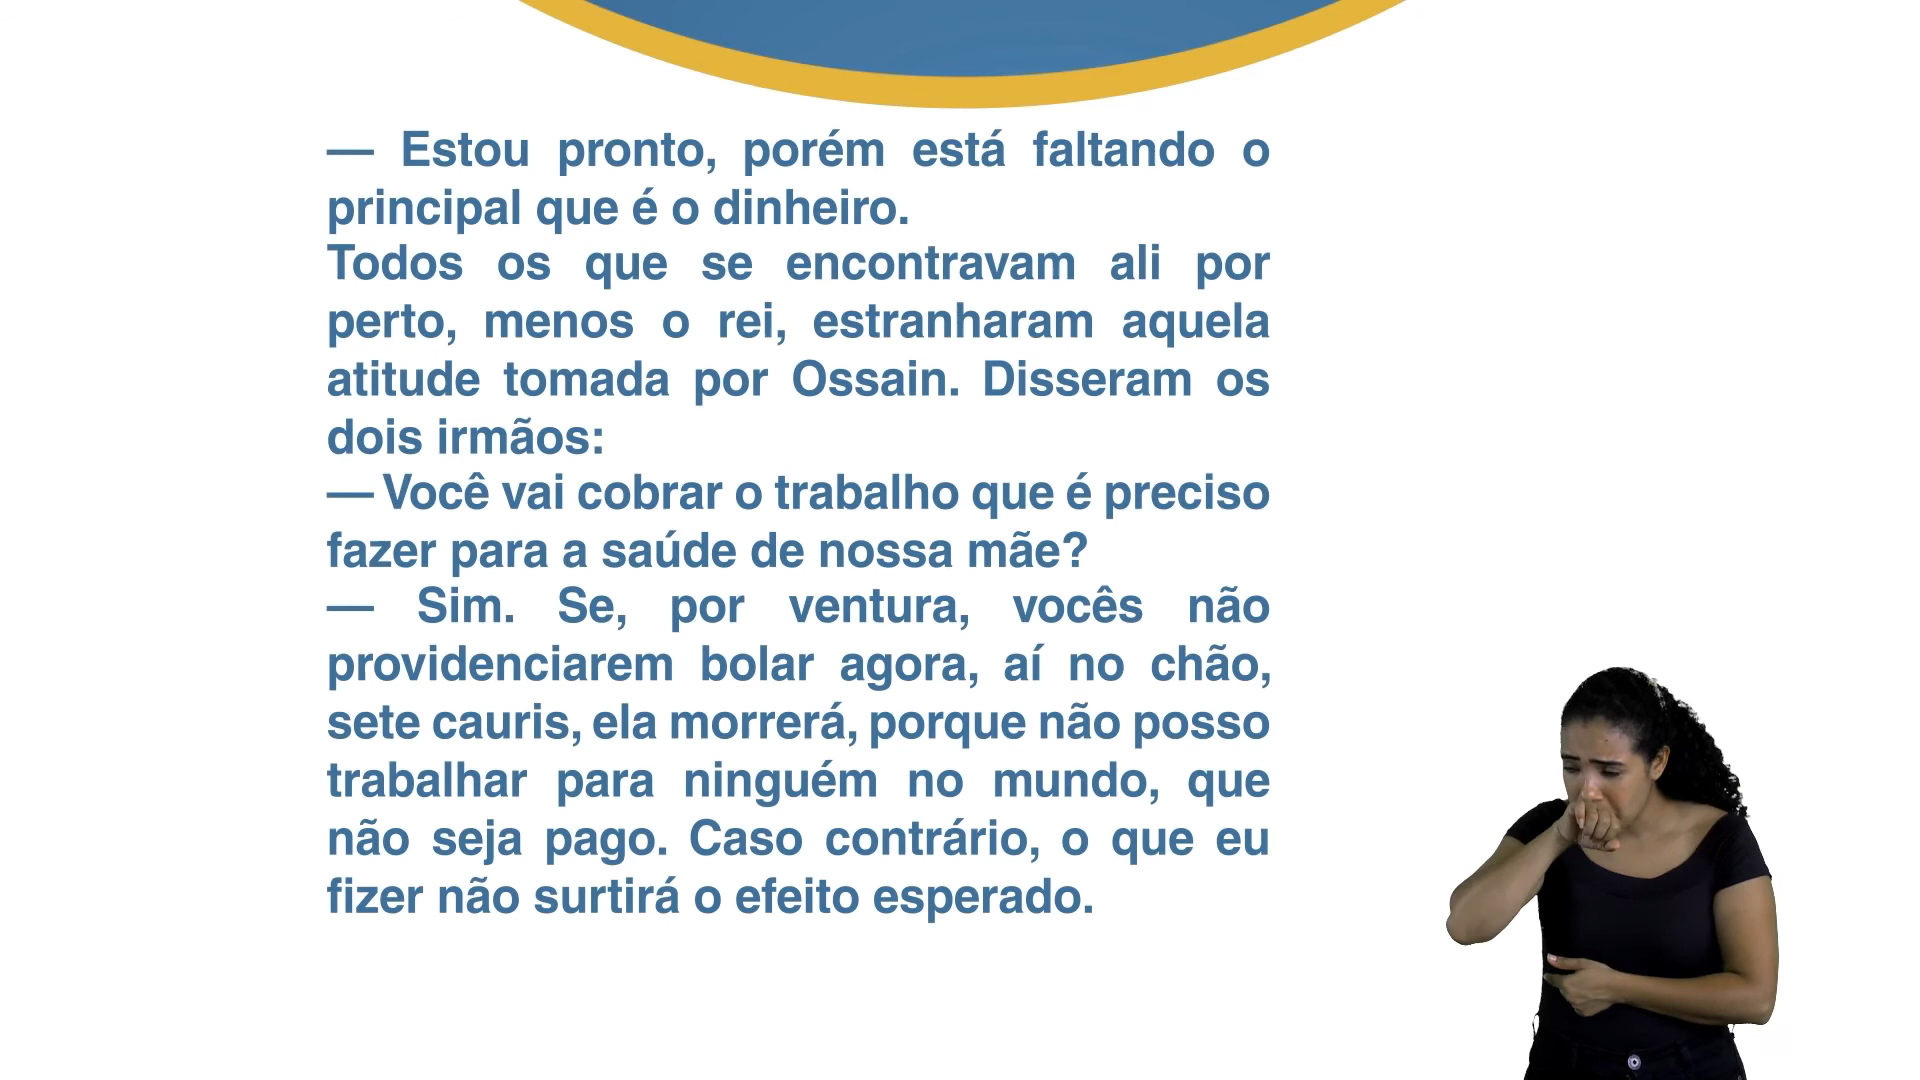 — Estou pronto, porém está faltando o
principal que é o dinheiro.
Todos os que se encontravam ali por
perto, menos o rei, estranharam aquela
atitude tomada por Ossain. Disseram os
dois irmãos:
— Você vai cobrar o trabalho que é preciso
fazer para a saúde de nossa mãe?
— Sim. Se, por ventura, vocês não
providenciarem bolar agora, aí no chão,
sete cauris, ela morrerá, porque não posso
trabalhar para ninguém no mundo, que
não seja pago. Caso contrário, o que eu
fizer não surtirá o efeito esperado.